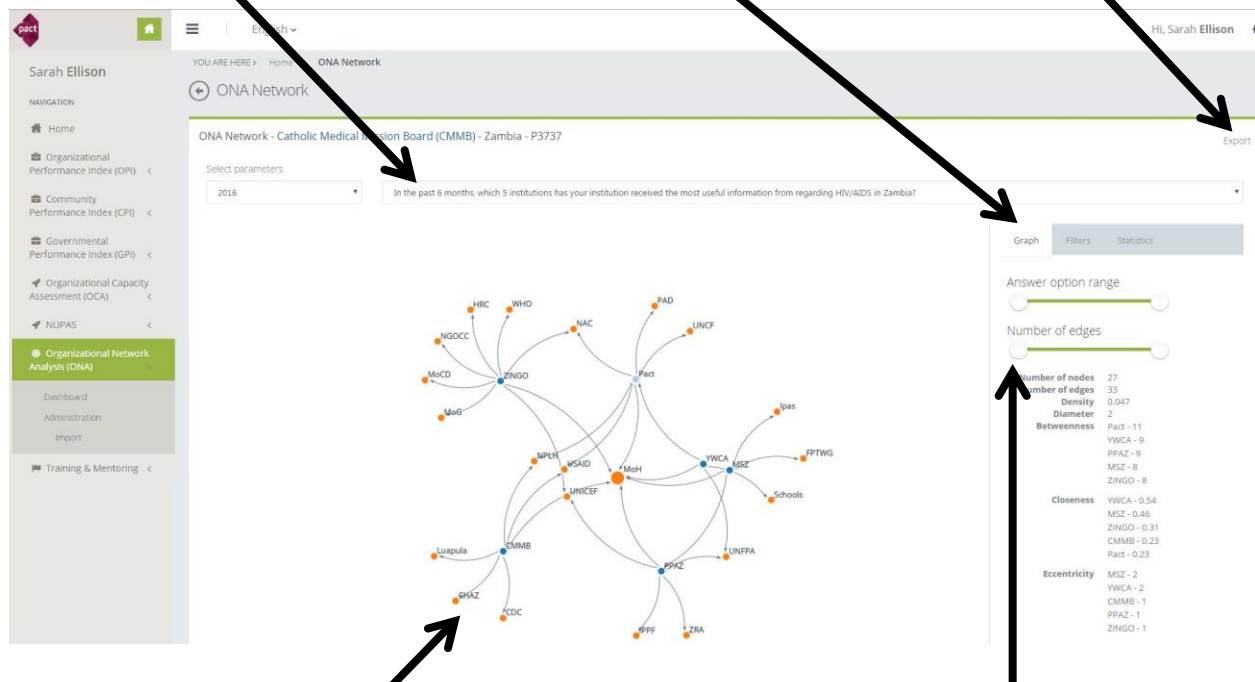 pact
English
Hi, Sarah Ellison
Sarah Ellison
NAVIGATION
Home
Organizational
Performance Index (OPI)
Community
Performance Index (CPI)
Governmental
Performance Index (GPI)
Organizational Capacity
Assessment (OCA)
NUPAS
Organizational Network
Analysis (ONA)
Dashboard
Administration
Import
Training & Mentoring
YOU ARE HERE > Home ONA Network
ONA Network
ONA Network - Catholic Medical Mission Board (CMMB) - Zambia - P3737
Export
Select parameters
2016
In the past 6 months, which 5 institutions has your institution received the most useful information from regarding HIV/AIDS in Zambia?
Graph Filters Statistics
Answer option range
Number of edges
Number of nodes 27
Number of edges 33
Density 0.047
Diameter 2
Betweenness Pact - 11
YWCA - 9
PPAZ - 9
MSZ - 8
ZINGO - 8
Closeness YWCA - 0.54
MSZ - 0.46
ZINGO - 0.31
CMMB - 0.23
Pact - 0.23
Eccentricity MSZ - 2
YWCA - 2
CMMB - 1
PPAZ - 1
ZINGO - 1
HRC
WHO
PAD
NAC
UNCF
NGOCC
MoCD
ZINGO
Pact
MoG
Ipas
NPLH
USAID
MoH
YWCA
MSZ
FPTWG
UNICEF
Schools
Luapula
CMMB
UNFPA
PPAZ
CHAZ
CDC
IPPF
ZRA